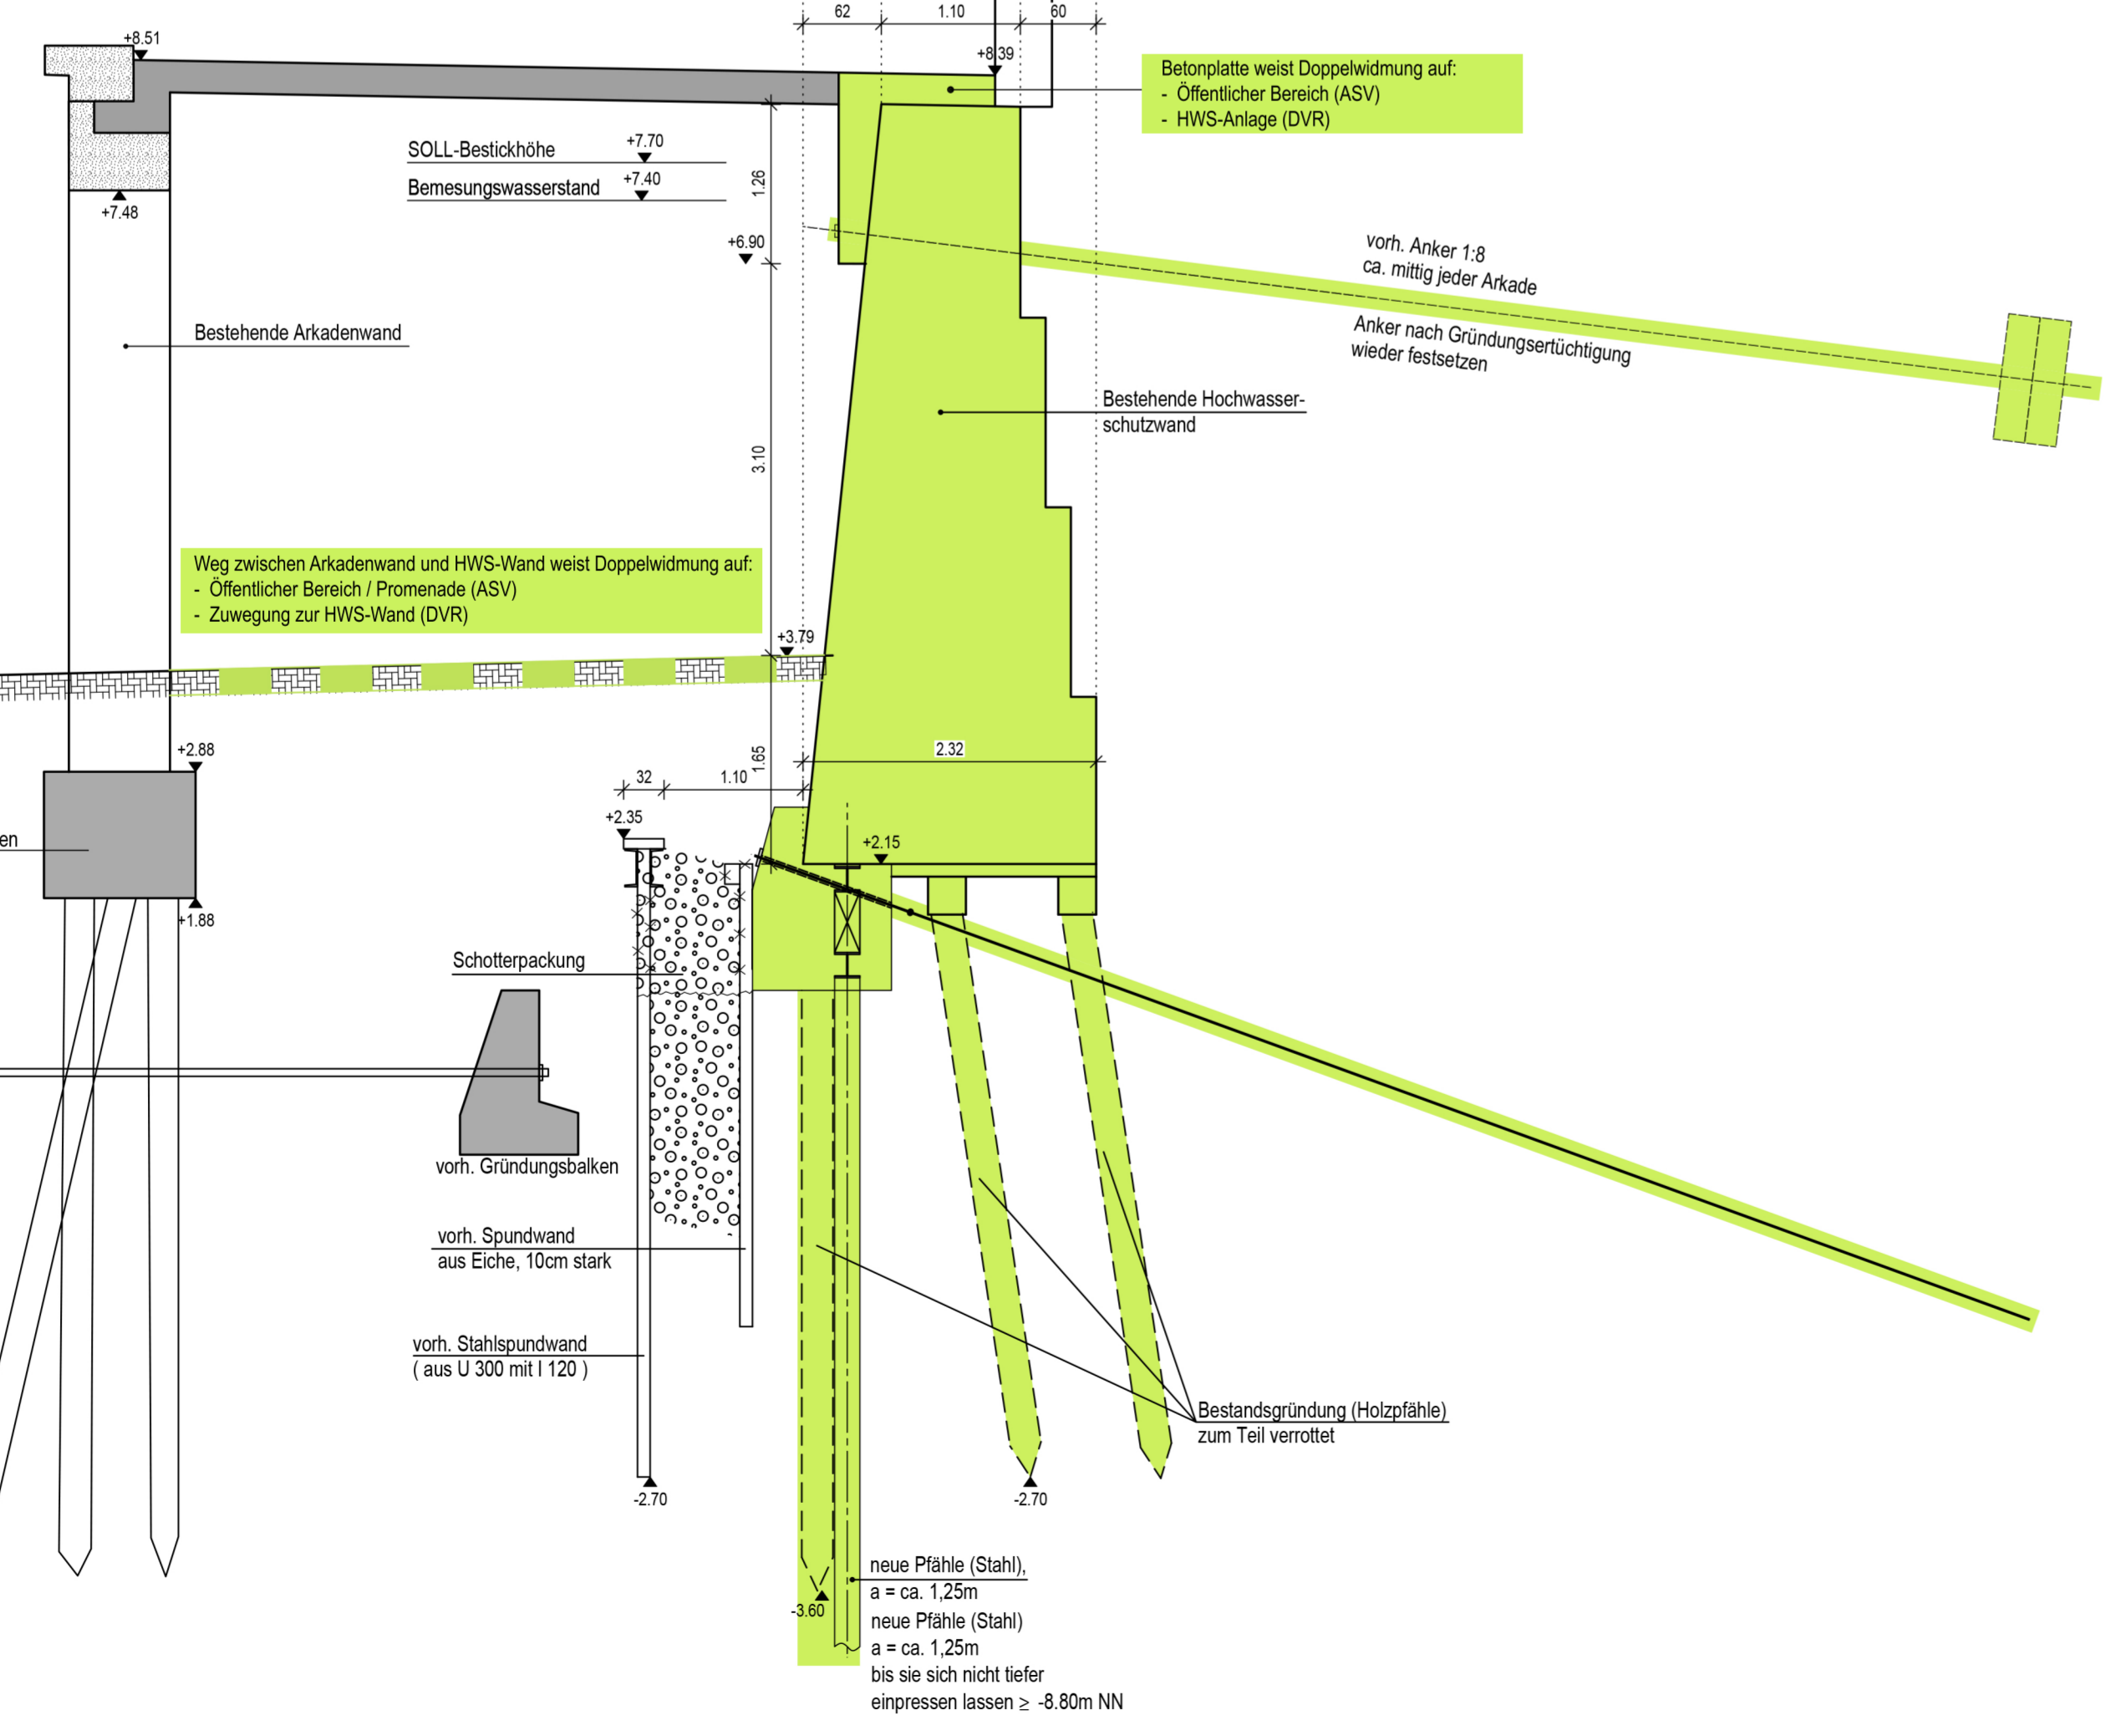 62
1.10
60
+8.51
+8.39
Betonplatte weist Doppelwidmung auf:
- Öffentlicher Bereich (ASV)
- HWS-Anlage (DVR)
SOLL-Bestickhöhe
+7.70
Bemesungswasserstand
+7.40
1.26
+7.48
+6.90
vorh. Anker 1:8
ca. mittig jeder Arkade
Anker nach Gründungsertüchtigung
wieder festsetzen
Bestehende Arkadenwand
Bestehende Hochwasser-
schutzwand
3.10
Weg zwischen Arkadenwand und HWS-Wand weist Doppelwidmung auf:
- Öffentlicher Bereich / Promenade (ASV)
- Zuwegung zur HWS-Wand (DVR)
+3.79
+2.88
2.32
1.65
32
1.10
+2.35
+2.15
en
+1.88
Schotterpackung
vorh. Gründungsbalken
vorh. Spundwand
aus Eiche, 10cm stark
vorh. Stahlspundwand
( aus U 300 mit I 120 )
Bestandsgründung (Holzpfähle)
zum Teil verrottet
-2.70
-2.70
-3.60
neue Pfähle (Stahl),
a = ca. 1,25m
neue Pfähle (Stahl)
a = ca. 1,25m
bis sie sich nicht tiefer
einpressen lassen ≥ -8.80m NN